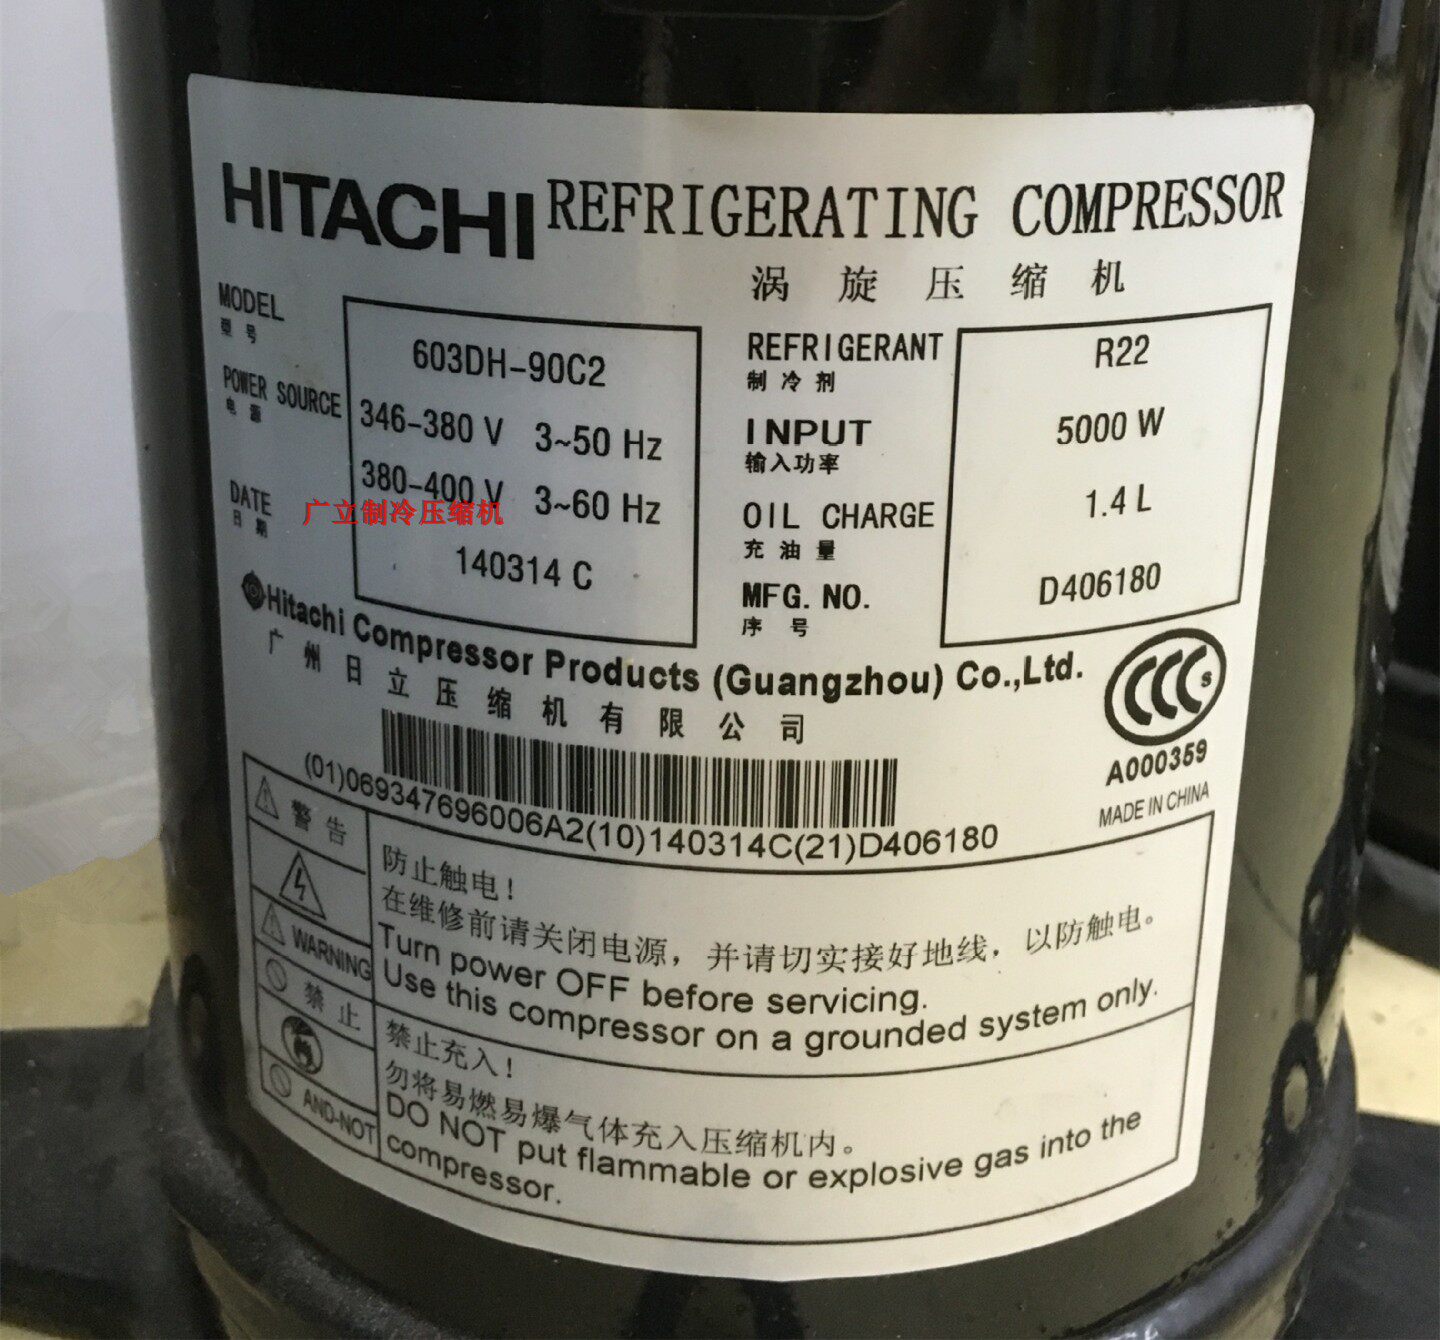 HITACHI REFRIGERATING COMPRESSOR
涡旋压缩机
MODEL 603DH-90C2
型号
POWER SOURCE 346-380 V 3~50 Hz
电源
380-400 V 3~60 Hz
广立制冷压缩机
DATE 140314 C
日期
REFRIGERANT R22
制冷剂
INPUT 5000 W
输入功率
OIL CHARGE 1.4 L
充油量
MFG. NO. D406180
序号
Hitachi Compressor Products (Guangzhou) Co.,Ltd.
广州日立压缩机有限公司
CCC S
A000359
MADE IN CHINA
(01)06934769600​6A2(10)140314C(21)D406180
警告
WARNING
防止触电！
在维修前请关闭电源，并请切实接好地线，以防触电。
Turn power OFF before servicing.
Use this compressor on a grounded system only.
禁止
AND-NOT
禁止充入！
勿将易燃易爆气体充入压缩机内。
DO NOT put flammable or explosive gas into the
compressor.